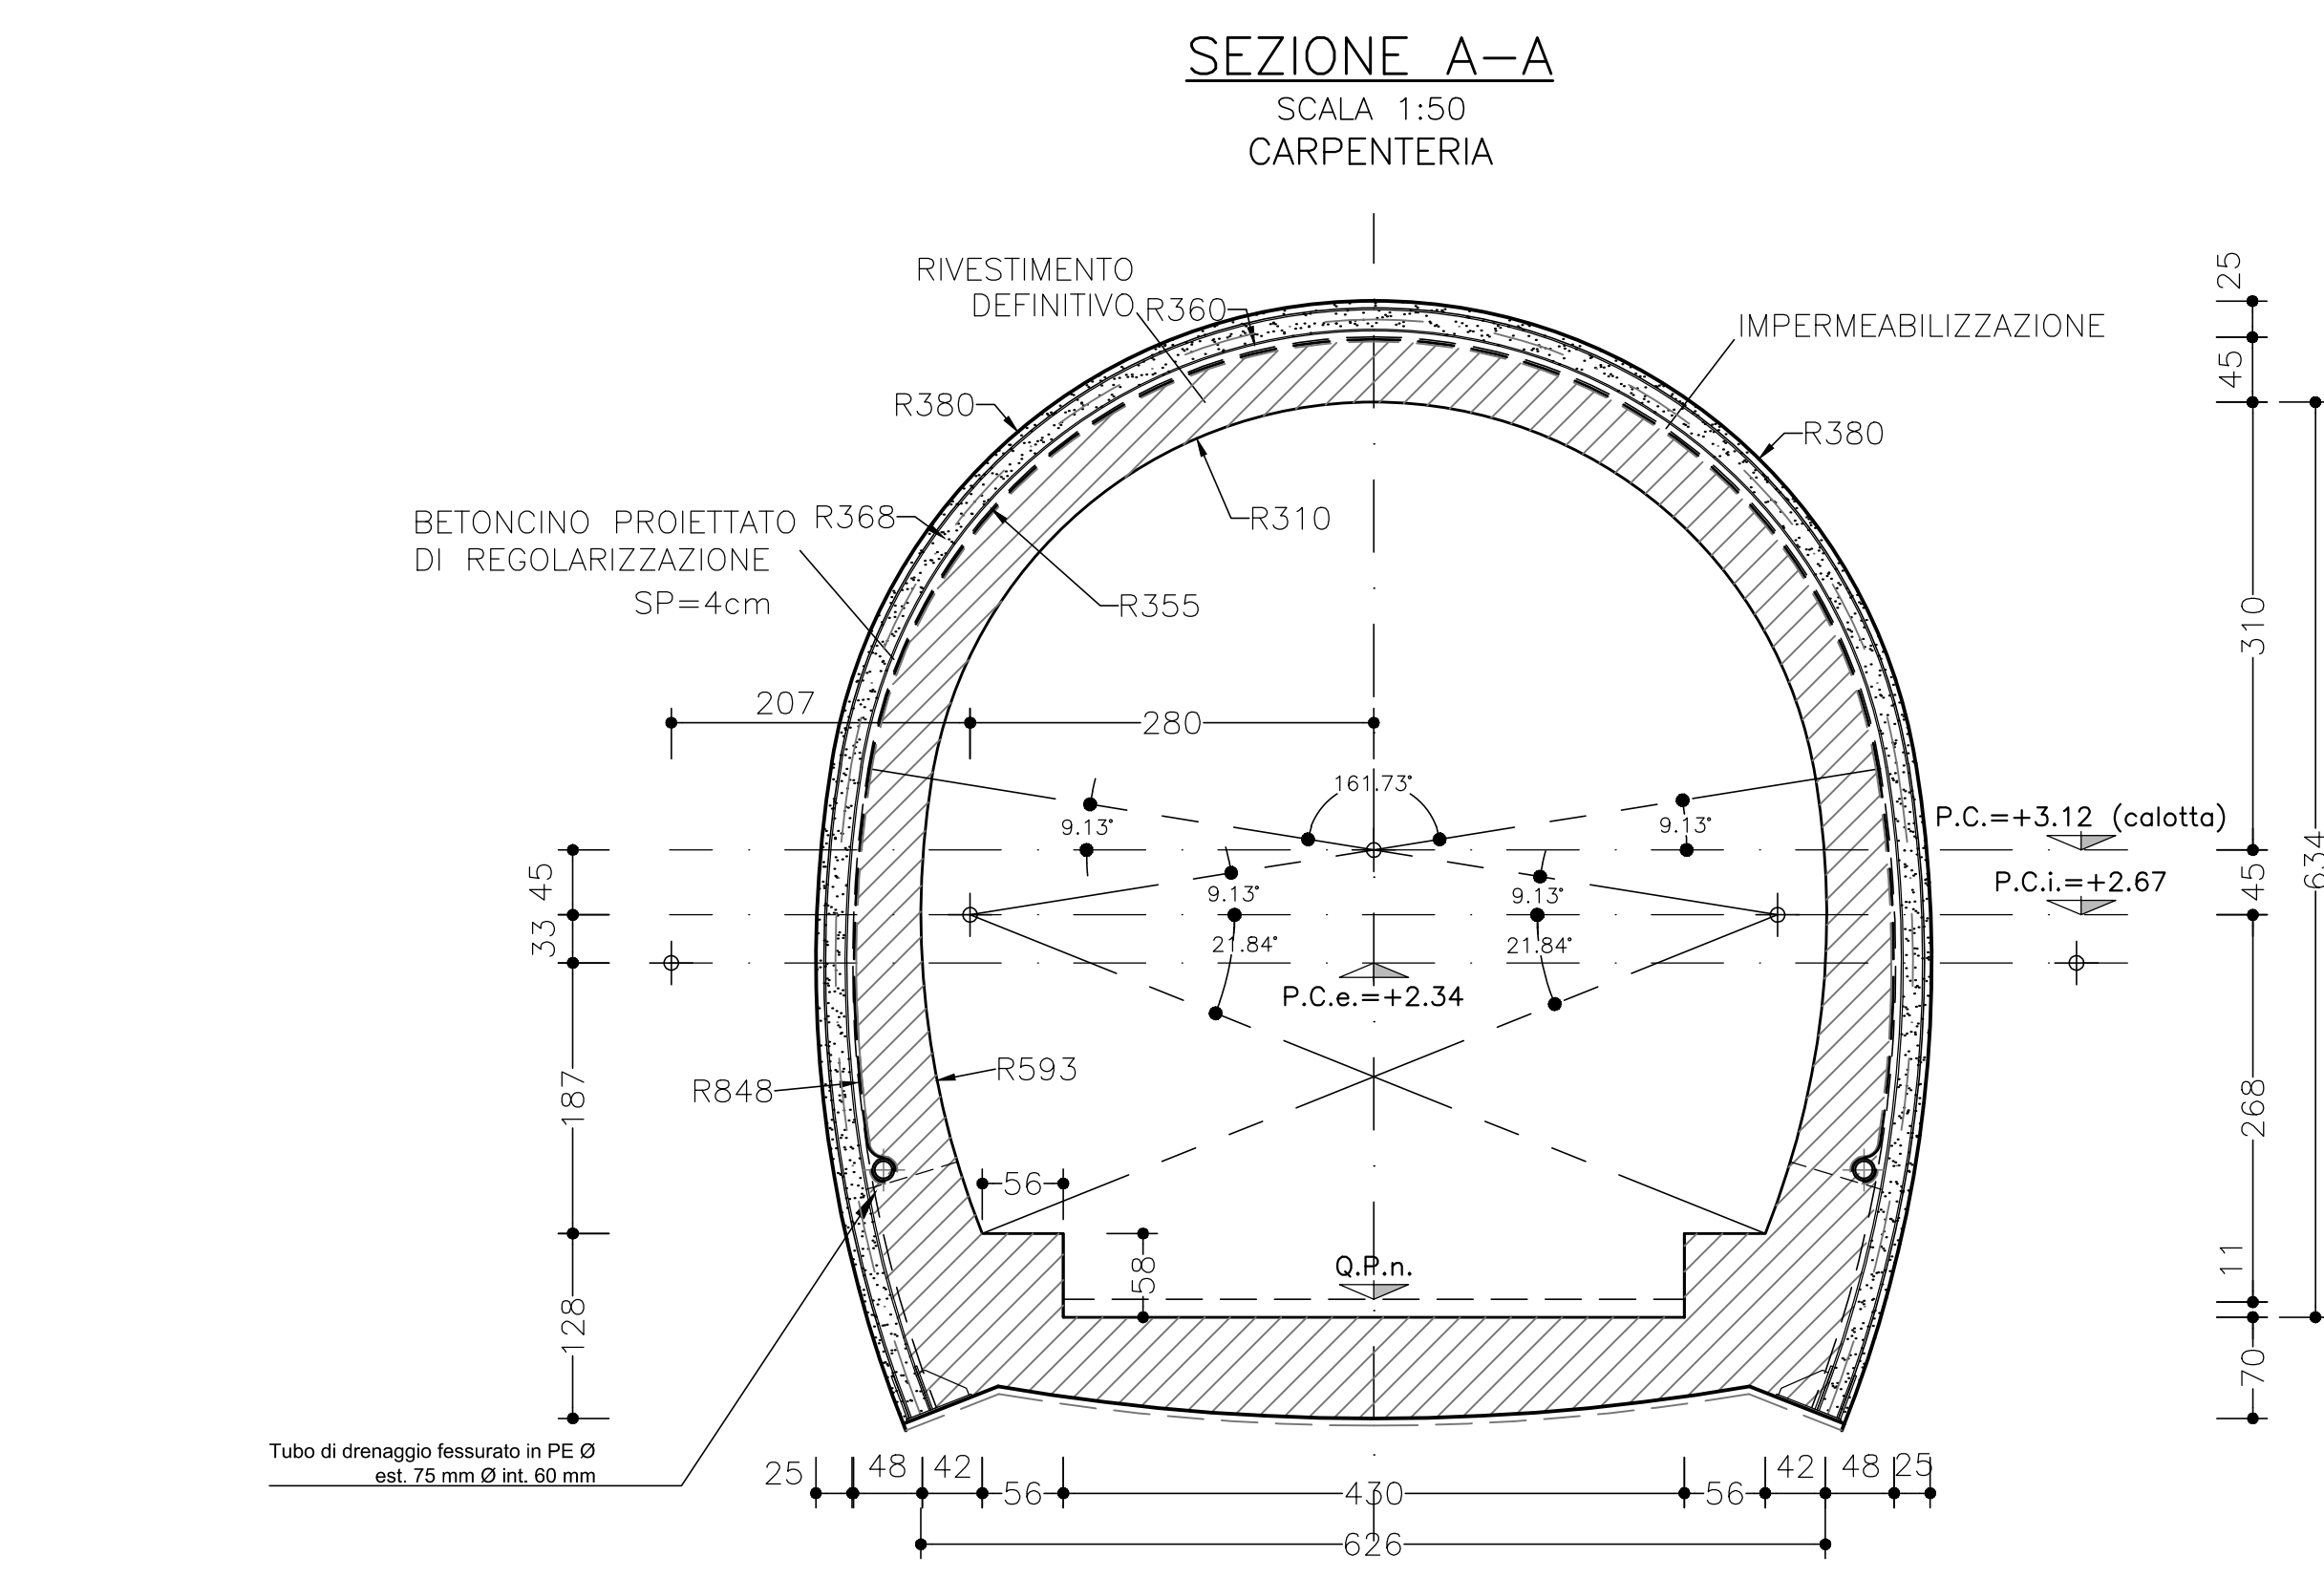 SEZIONE A-A
SCALA 1:50
CARPENTERIA
RIVESTIMENTO
DEFINITIVO
R360
IMPERMEABILIZZAZIONE
R380
R380
R310
BETONCINO PROIETTATO
DI REGOLARIZZAZIONE
SP=4cm
R368
R355
207
280
161.73°
9.13°
9.13°
9.13°
9.13°
21.84°
21.84°
P.C.=+3.12 (calotta)
P.C.i.=+2.67
P.C.e.=+2.34
R848
R593
56
58
Q.P.n.
45
33
187
128
25
45
310
45
268
11
70
634
Tubo di drenaggio fessurato in PE Ø
est. 75 mm Ø int. 60 mm
25
48
42
56
430
56
42
48
25
626